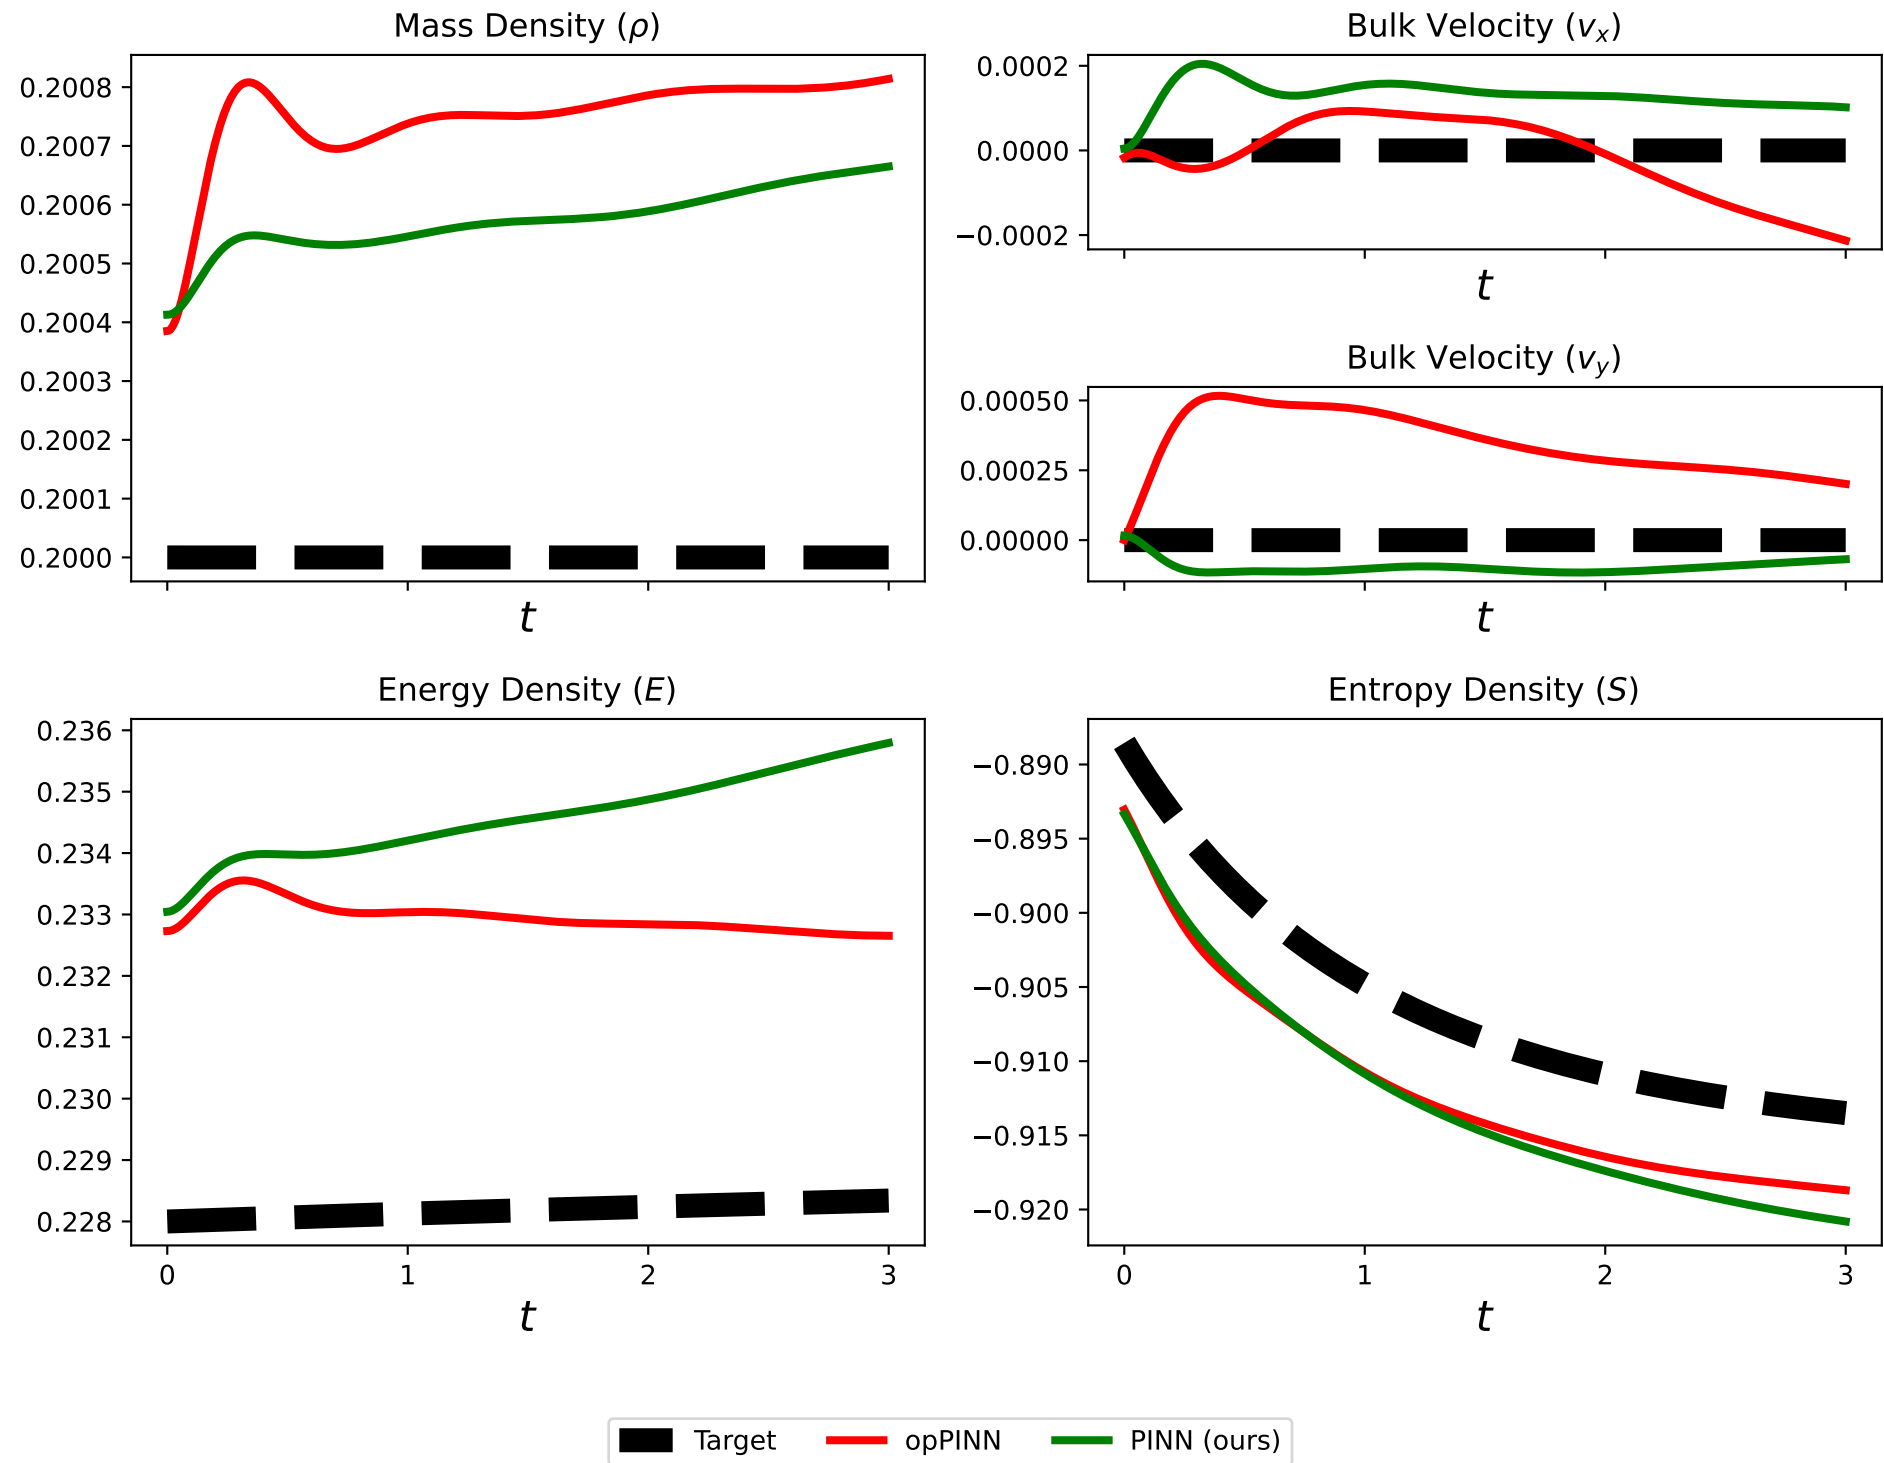 Mass Density (ρ)
0.2008
0.2007
0.2006
0.2005
0.2004
0.2003
0.2002
0.2001
0.2000
t
Bulk Velocity (vₓ)
0.0002
0.0000
−0.0002
t
Bulk Velocity (v_y)
0.00050
0.00025
0.00000
t
Energy Density (E)
0.236
0.235
0.234
0.233
0.232
0.231
0.230
0.229
0.228
0 1 2 3
t
Entropy Density (S)
−0.890
−0.895
−0.900
−0.905
−0.910
−0.915
−0.920
0 1 2 3
t
Target opPINN PINN (ours)